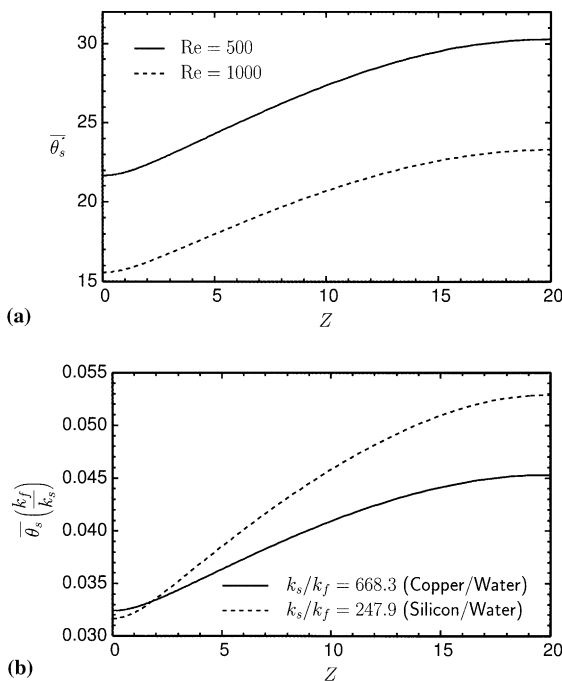 30
25
20
15
θ̅s*
Re = 500
Re = 1000
0 5 10 15 20
Z
(a)
0.055
0.050
0.045
0.040
0.035
0.030
θ̅s(kf/ks)
ks/kf = 668.3 (Copper/Water)
ks/kf = 247.9 (Silicon/Water)
0 5 10 15 20
Z
(b)